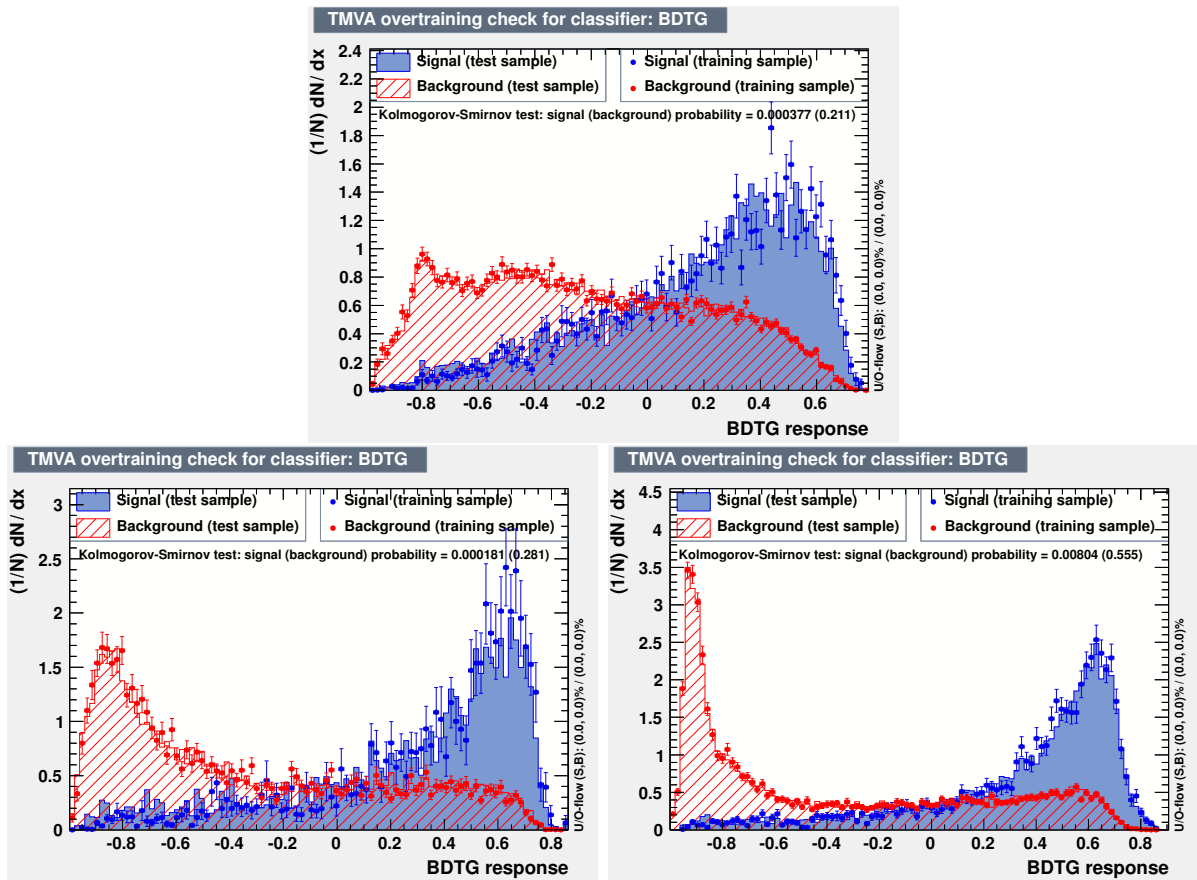 TMVA overtraining check for classifier: BDTG
Signal (test sample)
Background (test sample)
Signal (training sample)
Background (training sample)
Kolmogorov-Smirnov test: signal (background) probability = 0.000377 (0.211)
(1/N) dN / dx
2.4
2.2
2
1.8
1.6
1.4
1.2
1
0.8
0.6
0.4
0.2
0
-0.8 -0.6 -0.4 -0.2 0 0.2 0.4 0.6
BDTG response
U/O-flow (S,B): (0.0, 0.0)% / (0.0, 0.0)%
TMVA overtraining check for classifier: BDTG
Signal (test sample)
Background (test sample)
Signal (training sample)
Background (training sample)
Kolmogorov-Smirnov test: signal (background) probability = 0.000181 (0.281)
(1/N) dN / dx
3
2.5
2
1.5
1
0.5
0
-0.8 -0.6 -0.4 -0.2 0 0.2 0.4 0.6 0.8
BDTG response
U/O-flow (S,B): (0.0, 0.0)% / (0.0, 0.0)%
TMVA overtraining check for classifier: BDTG
Signal (test sample)
Background (test sample)
Signal (training sample)
Background (training sample)
Kolmogorov-Smirnov test: signal (background) probability = 0.00804 (0.555)
(1/N) dN / dx
4.5
4
3.5
3
2.5
2
1.5
1
0.5
0
-0.8 -0.6 -0.4 -0.2 0 0.2 0.4 0.6 0.8
BDTG response
U/O-flow (S,B): (0.0, 0.0)% / (0.0, 0.0)%